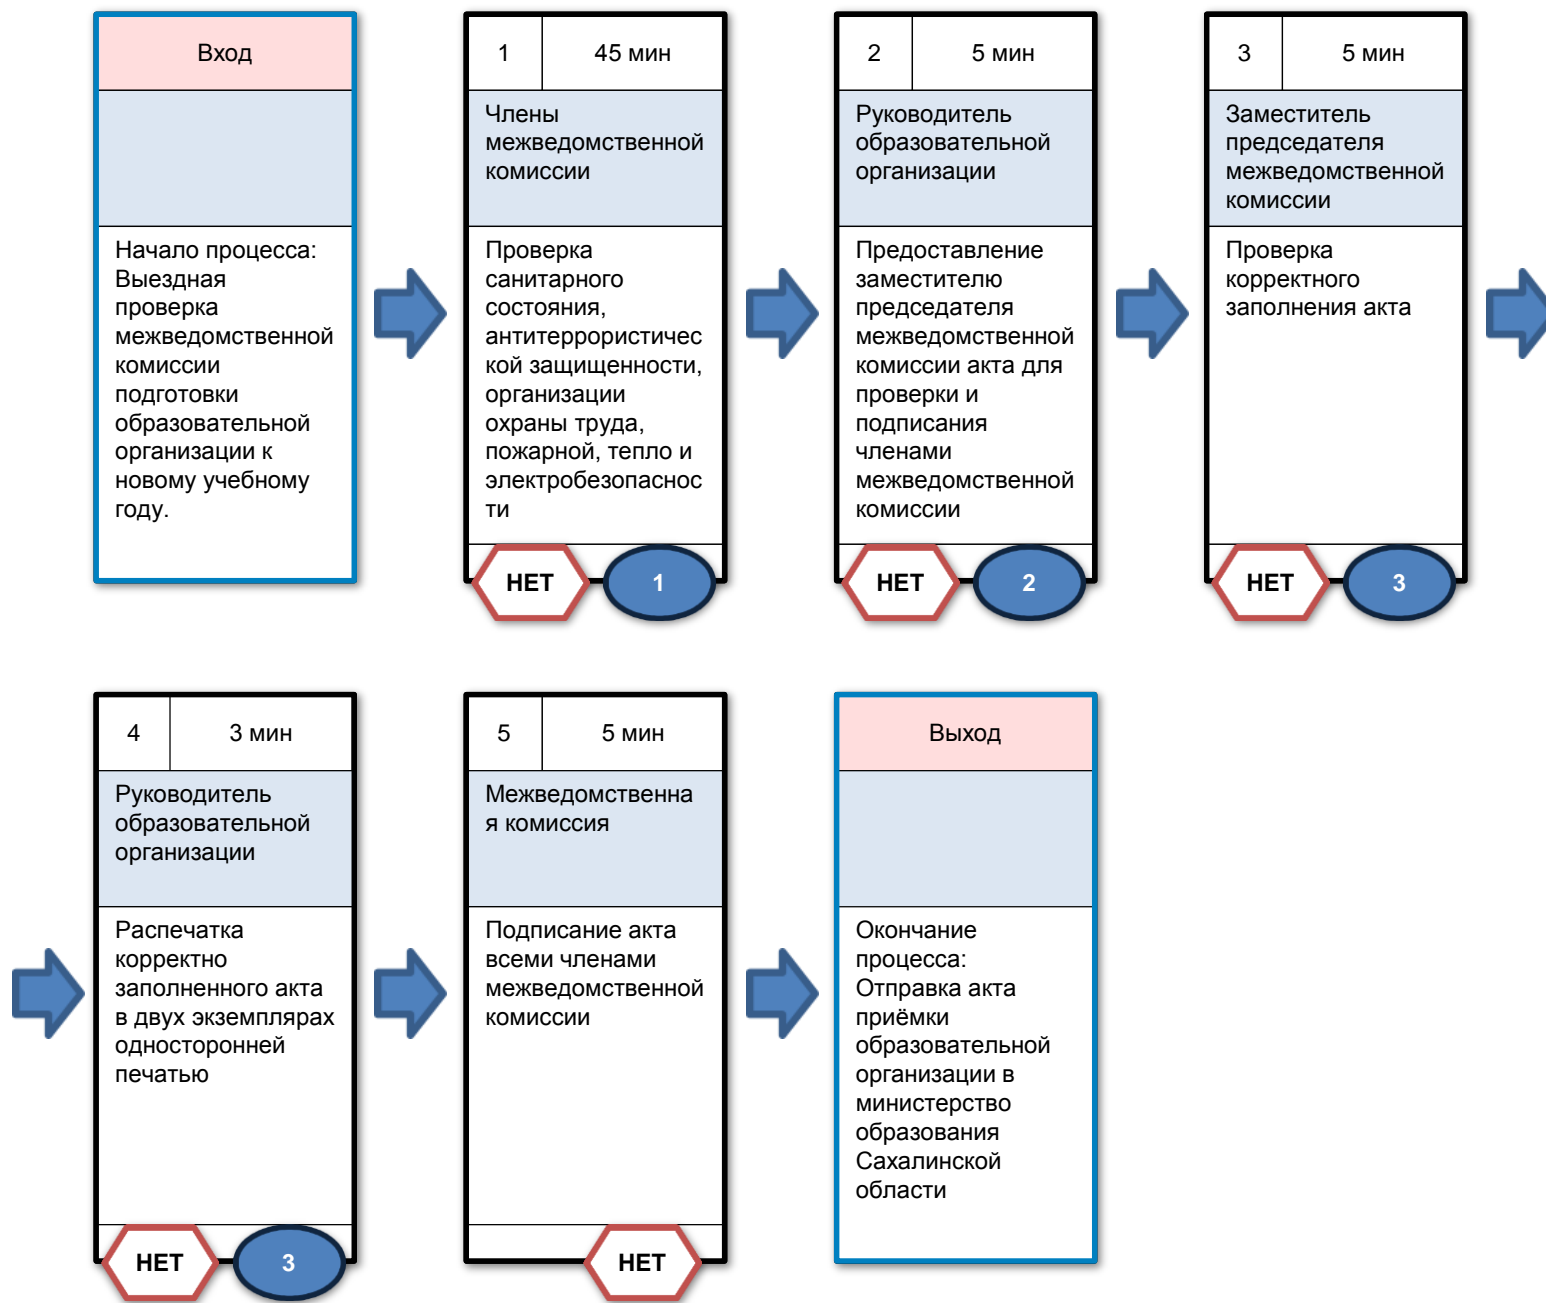 Вход
Начало процесса:
Выездная
проверка
межведомственной
комиссии
подготовки
образовательной
организации к
новому учебному
году.
1
45 мин
Члены
межведомственной
комиссии
Проверка
санитарного
состояния,
антитеррористичес
кой защищенности,
организации
охраны труда,
пожарной, тепло и
электробезопаснос
ти
НЕТ
1
2
5 мин
Руководитель
образовательной
организации
Предоставление
заместителю
председателя
межведомственной
комиссии акта для
проверки и
подписания
членами
межведомственной
комиссии
НЕТ
2
3
5 мин
Заместитель
председателя
межведомственной
комиссии
Проверка
корректного
заполнения акта
НЕТ
3
4
3 мин
Руководитель
образовательной
организации
Распечатка
корректно
заполненного акта
в двух экземплярах
односторонней
печатью
НЕТ
3
5
5 мин
Межведомственна
я комиссия
Подписание акта
всеми членами
межведомственной
комиссии
НЕТ
Выход
Окончание
процесса:
Отправка акта
приёмки
образовательной
организации в
министерство
образования
Сахалинской
области